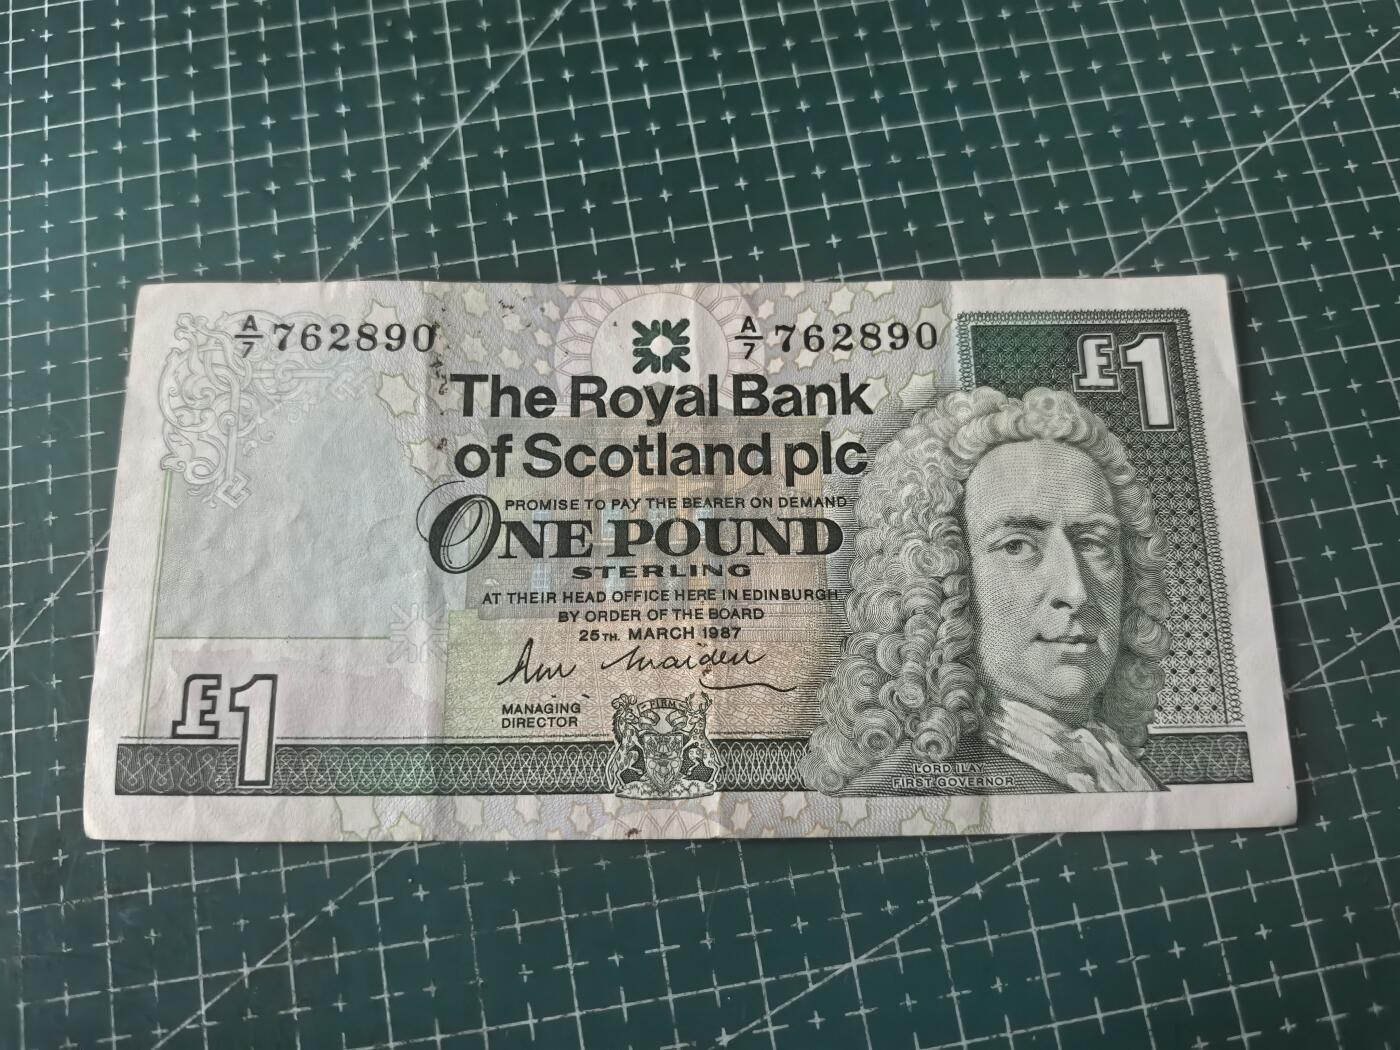 A/7 762890
A/7 762890
£1
The Royal Bank
of Scotland plc
PROMISE TO PAY THE BEARER ON DEMAND
ONE POUND
STERLING
AT THEIR HEAD OFFICE HERE IN EDINBURGH
BY ORDER OF THE BOARD
25TH. MARCH 1987
MANAGING
DIRECTOR
£1
FIRM
LORD ILAY
FIRST GOVERNOR